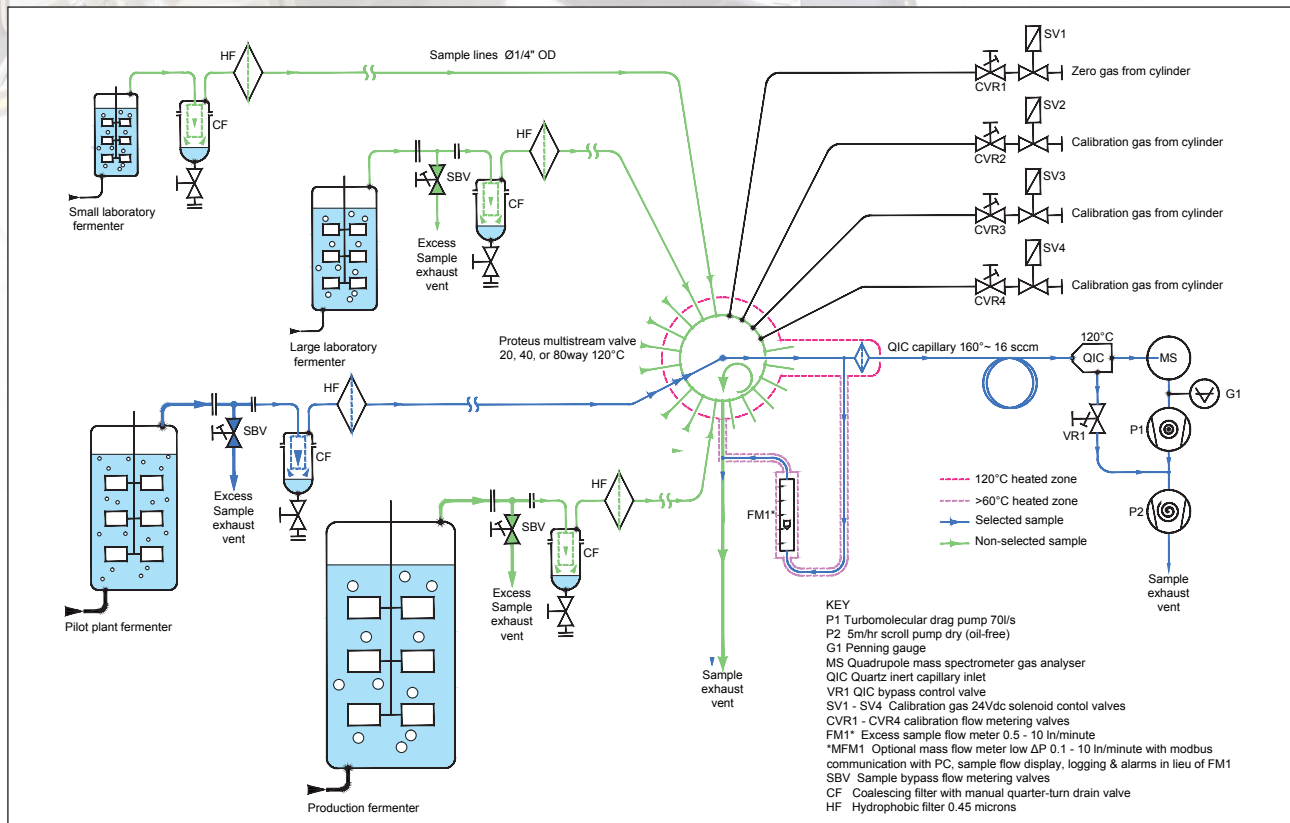 HF
Sample lines Ø1/4" OD
CF
Small laboratory
fermenter
SBV
HF
CF
Excess
Sample
exhaust
vent
Large laboratory
fermenter
SV1
CVR1
Zero gas from cylinder
SV2
CVR2
Calibration gas from cylinder
SV3
CVR3
Calibration gas from cylinder
SV4
CVR4
Calibration gas from cylinder
Proteus multistream valve
20, 40, or 80way 120°C
QIC capillary 160°~ 16 sccm
120°C
QIC
MS
G1
VR1
P1
P2
Sample
exhaust
vent
HF
SBV
CF
Excess
Sample
exhaust
vent
Pilot plant fermenter
HF
SBV
CF
Excess
Sample
exhaust
vent
Production fermenter
FM1*
Sample
exhaust
vent
120°C heated zone
>60°C heated zone
Selected sample
Non-selected sample
KEY
P1 Turbomolecular drag pump 70l/s
P2 5m/hr scroll pump dry (oil-free)
G1 Penning gauge
MS Quadrupole mass spectrometer gas analyser
QIC Quartz inert capillary inlet
VR1 QIC bypass control valve
SV1 - SV4 Calibration gas 24Vdc solenoid contol valves
CVR1 - CVR4 calibration flow metering valves
FM1* Excess sample flow meter 0.5 - 10 ln/minute
*MFM1 Optional mass flow meter low ΔP 0.1 - 10 ln/minute with modbus
communication with PC, sample flow display, logging & alarms in lieu of FM1
SBV Sample bypass flow metering valves
CF Coalescing filter with manual quarter-turn drain valve
HF Hydrophobic filter 0.45 microns